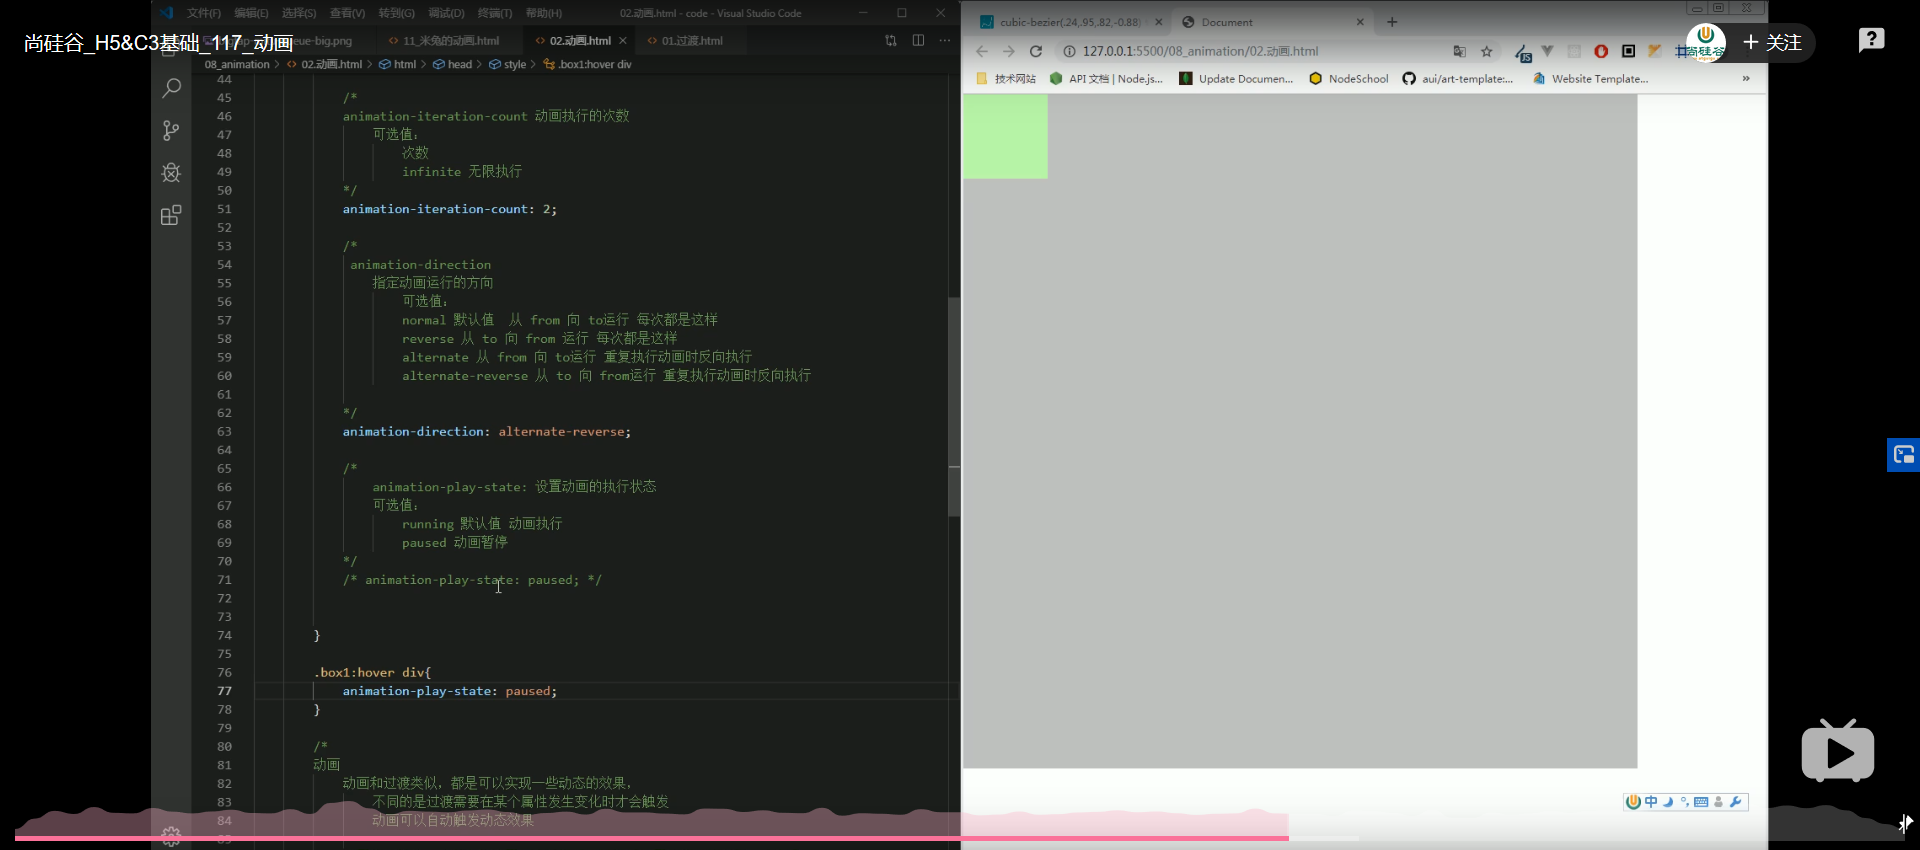 文件(F) 编辑(E) 选择(S) 查看(V) 转到(G) 调试(D) 终端(T) 帮助(H) 02.动画.html - code - Visual Studio Code
尚硅谷_H5&C3基础_117_动画
ue-big.png 11_米兔的动画.html 02.动画.html 01.过渡.html
08_animation > 02.动画.html > html > head > style > .box1:hover div
44
45 /*
46 animation-iteration-count 动画执行的次数
47 可选值：
48 次数
49 infinite 无限执行
50 */
51 animation-iteration-count: 2;
52
53 /*
54 animation-direction
55 指定动画运行的方向
56 可选值：
57 normal 默认值 从 from 向 to运行 每次都是这样
58 reverse 从 to 向 from 运行 每次都是这样
59 alternate 从 from 向 to运行 重复执行动画时反向执行
60 alternate-reverse 从 to 向 from运行 重复执行动画时反向执行
61
62 */
63 animation-direction: alternate-reverse;
64
65 /*
66 animation-play-state: 设置动画的执行状态
67 可选值：
68 running 默认值 动画执行
69 paused 动画暂停
70 */
71 /* animation-play-state: paused; */
72
73
74 }
75
76 .box1:hover div{
77 animation-play-state: paused;
78 }
79
80 /*
81 动画
82 动画和过渡类似，都是可以实现一些动态的效果，
83 不同的是过渡需要在某个属性发生变化时才会触发
84 动画可以自动触发动态效果
cubic-bezier(.24,.95,.82,-0.88) Document
127.0.0.1:5500/08_animation/02.动画.html
技术网站 API 文档 | Node.js... Update Documen... NodeSchool aui/art-template:... Website Template... »
尚硅谷
+ 关注
中